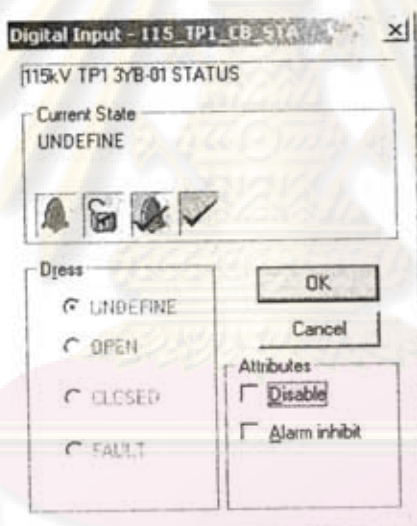 Digital Input - 115_TP1_CB_STA
115kV TP1 3YB-01 STATUS
Current State
UNDEFINE
Dress
UNDEFINE
OPEN
CLOSED
FAULT
OK
Cancel
Attributes
Disable
Alarm inhibit